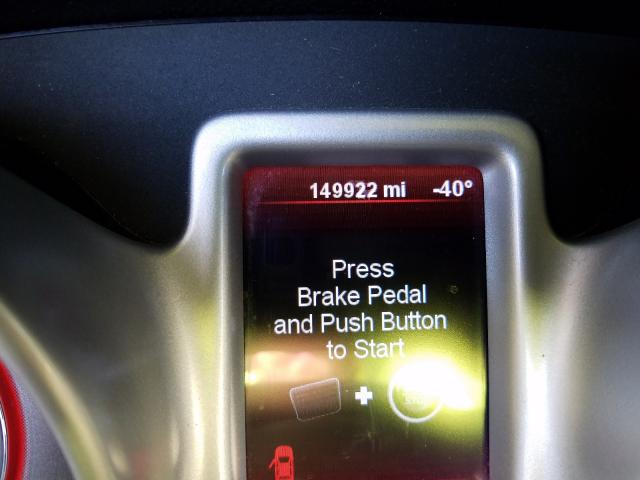 149922 mi -40°
Press
Brake Pedal
and Push Button
to Start